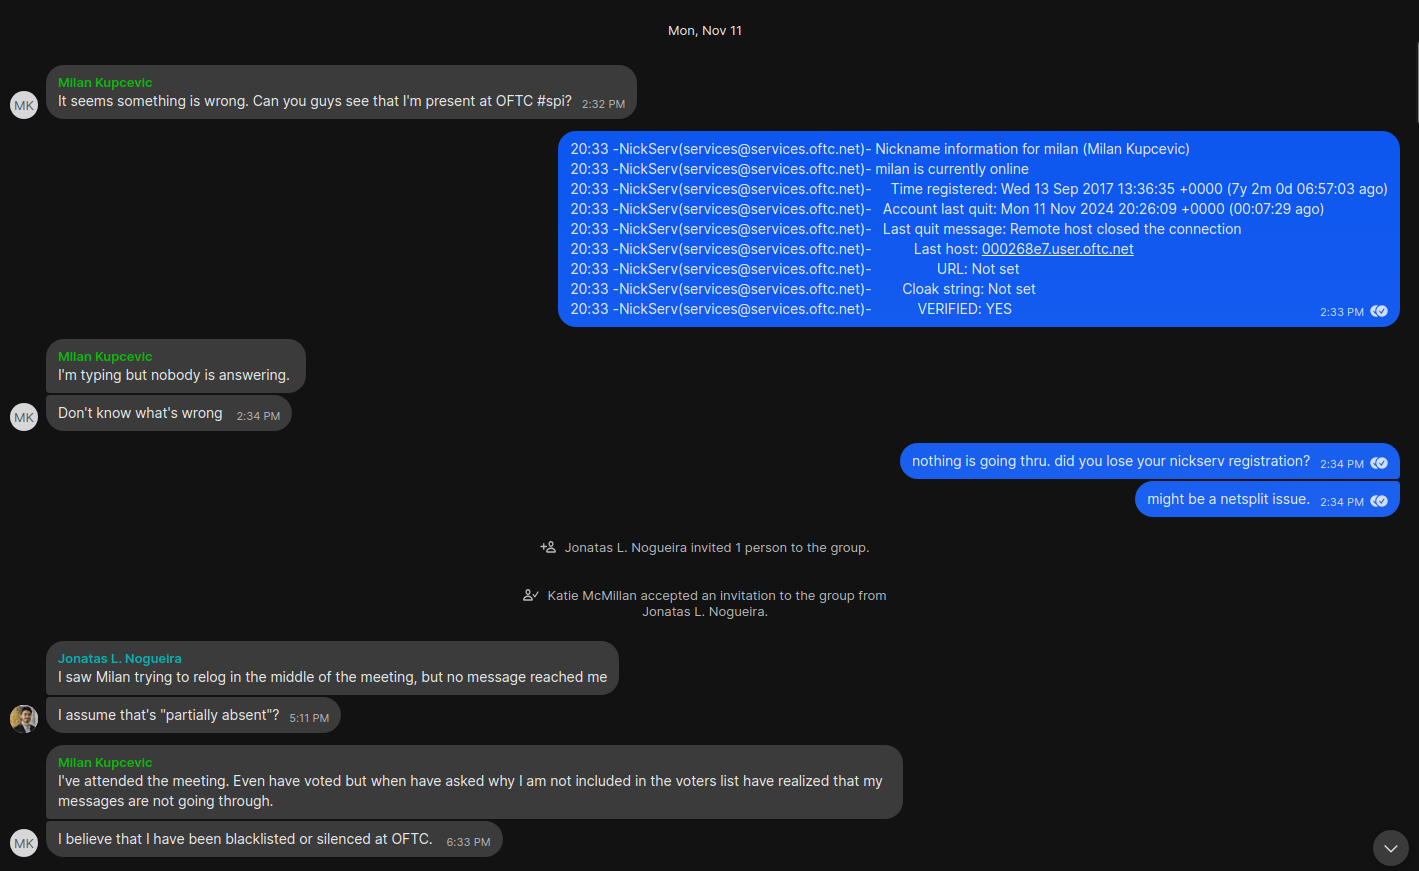 Mon, Nov 11
Milan Kupcevic
It seems something is wrong. Can you guys see that I'm present at OFTC #spi? 2:32 PM
MK
20:33 -NickServ(services@services.oftc.net)- Nickname information for milan (Milan Kupcevic)
20:33 -NickServ(services@services.oftc.net)- milan is currently online
20:33 -NickServ(services@services.oftc.net)- Time registered: Wed 13 Sep 2017 13:36:35 +0000 (7y 2m 0d 06:57:03 ago)
20:33 -NickServ(services@services.oftc.net)- Account last quit: Mon 11 Nov 2024 20:26:09 +0000 (00:07:29 ago)
20:33 -NickServ(services@services.oftc.net)- Last quit message: Remote host closed the connection
20:33 -NickServ(services@services.oftc.net)- Last host: 000268e7.user.oftc.net
20:33 -NickServ(services@services.oftc.net)- URL: Not set
20:33 -NickServ(services@services.oftc.net)- Cloak string: Not set
20:33 -NickServ(services@services.oftc.net)- VERIFIED: YES
2:33 PM
Milan Kupcevic
I'm typing but nobody is answering.
Don't know what's wrong 2:34 PM
MK
nothing is going thru. did you lose your nickserv registration? 2:34 PM
might be a netsplit issue. 2:34 PM
Jonatas L. Nogueira invited 1 person to the group.
Katie McMillan accepted an invitation to the group from
Jonatas L. Nogueira.
Jonatas L. Nogueira
I saw Milan trying to relog in the middle of the meeting, but no message reached me
I assume that's "partially absent"? 5:11 PM
Milan Kupcevic
I've attended the meeting. Even have voted but when have asked why I am not included in the voters list have realized that my
messages are not going through.
I believe that I have been blacklisted or silenced at OFTC. 6:33 PM
MK